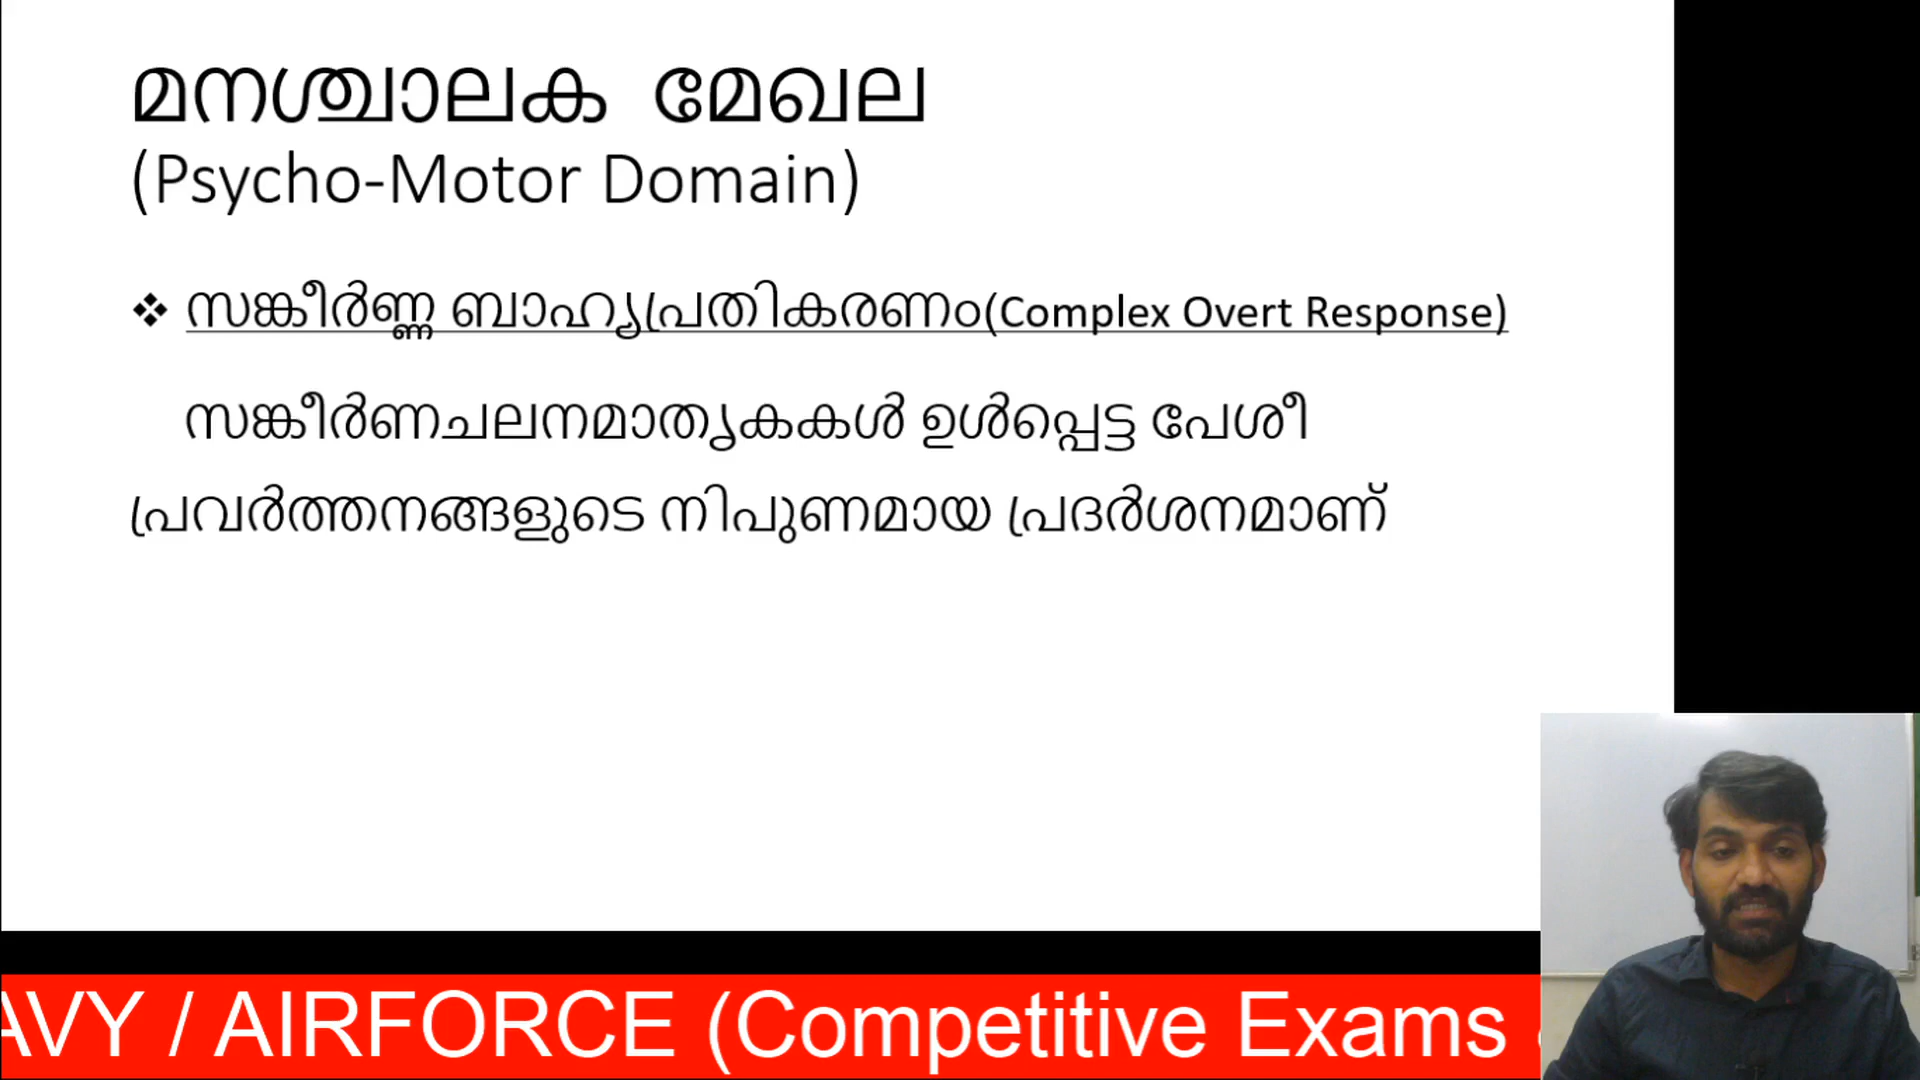 മനശ്ചാലക മേഖല
(Psycho-Motor Domain)
❖ സങ്കീർണ്ണ ബാഹ്യപ്രതികരണം(Complex Overt Response)
സങ്കീർണചലനമാതൃകകൾ ഉൾപ്പെട്ട പേശീ
പ്രവർത്തനങ്ങളുടെ നിപുണമായ പ്രദർശനമാണ്
AVY / AIRFORCE (Competitive Exams